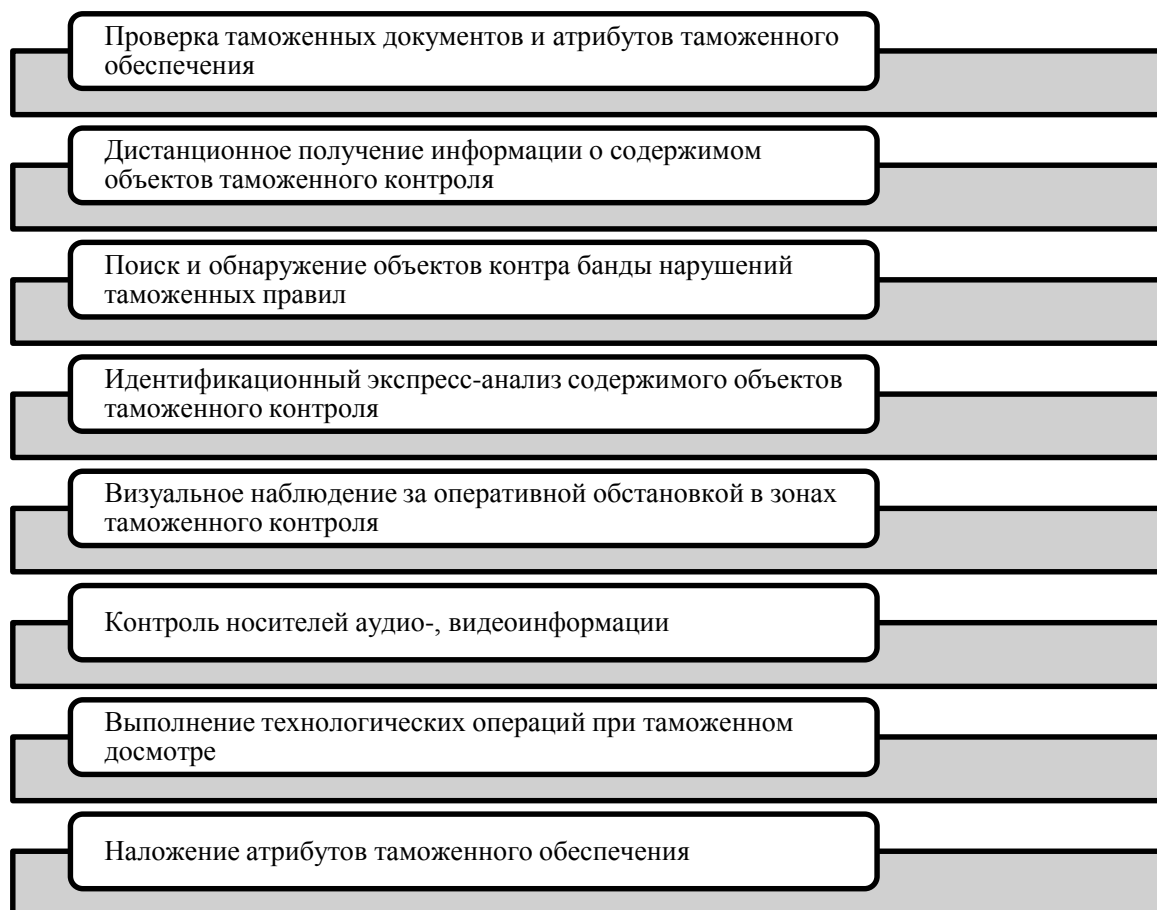 Проверка таможенных документов и атрибутов таможенного
обеспечения
Дистанционное получение информации о содержимом
объектов таможенного контроля
Поиск и обнаружение объектов контра банды нарушений
таможенных правил
Идентификационный экспресс-анализ содержимого объектов
таможенного контроля
Визуальное наблюдение за оперативной обстановкой в зонах
таможенного контроля
Контроль носителей аудио-, видеоинформации
Выполнение технологических операций при таможенном
досмотре
Наложение атрибутов таможенного обеспечения